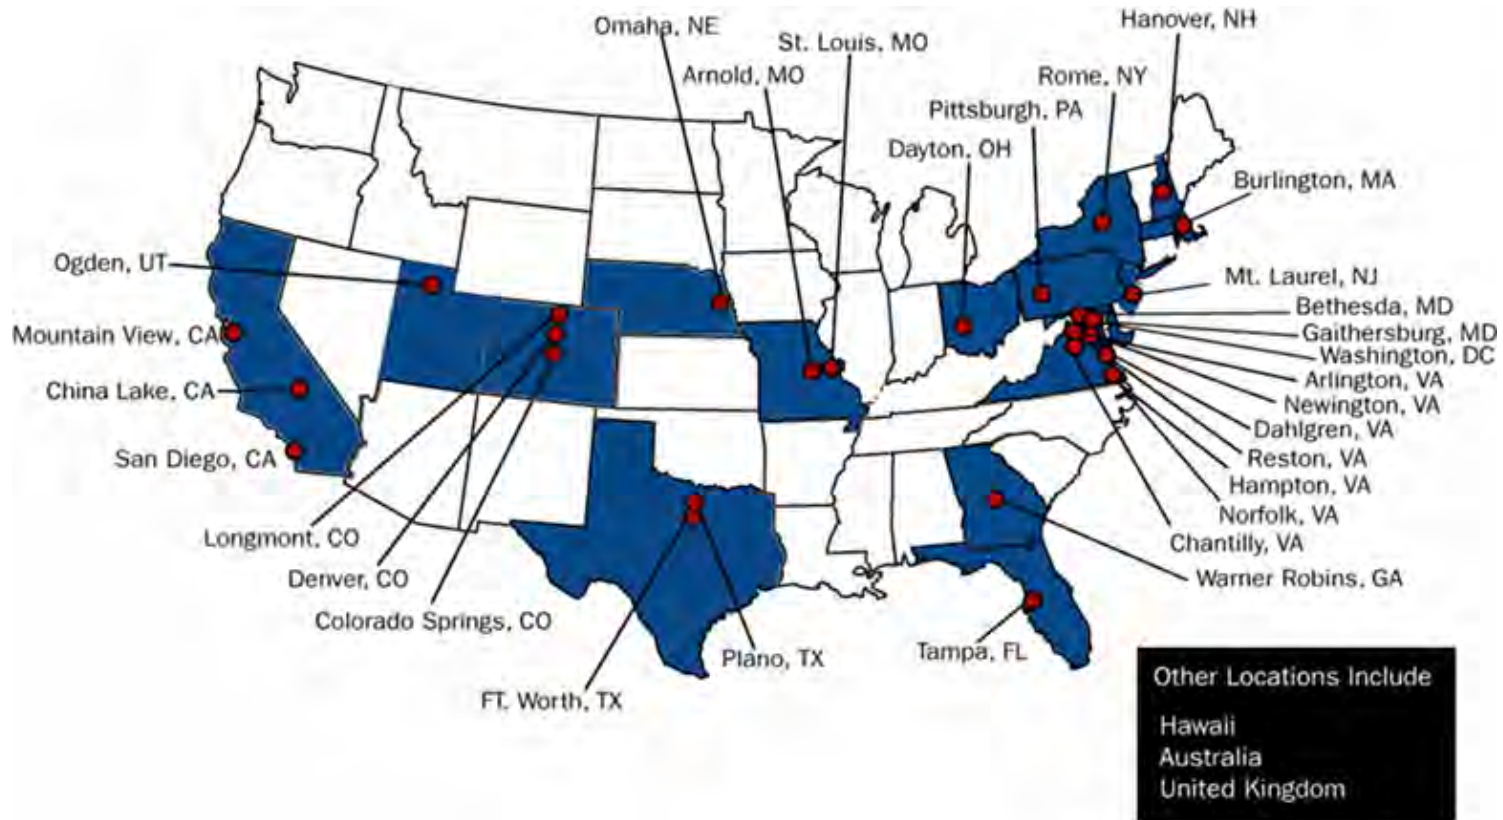 Hanover, NH
Omaha, NE
St. Louis, MO
Arnold, MO
Rome, NY
Pittsburgh, PA
Dayton, OH
Burlington, MA
Ogden, UT
Mt. Laurel, NJ
Bethesda, MD
Mountain View, CA
Gaithersburg, MD
Washington, DC
China Lake, CA
Arlington, VA
Newington, VA
Dahlgren, VA
San Diego, CA
Reston, VA
Hampton, VA
Norfolk, VA
Longmont, CO
Chantilly, VA
Denver, CO
Warner Robins, GA
Colorado Springs, CO
Plano, TX
Tampa, FL
FT. Worth, TX
Other Locations Include
Hawaii
Australia
United Kingdom